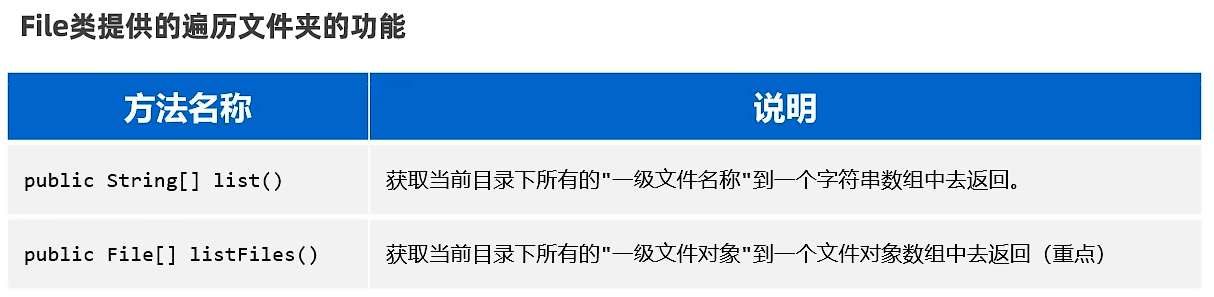 File类提供的遍历文件夹的功能
方法名称 说明
public String[] list() 获取当前目录下所有的"一级文件名称"到一个字符串数组中去返回。
public File[] listFiles() 获取当前目录下所有的"一级文件对象"到一个文件对象数组中去返回（重点）